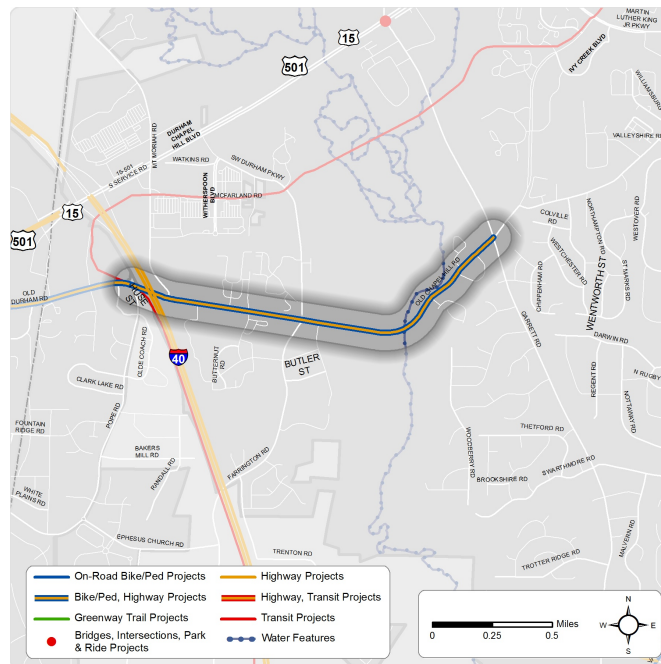 MARTIN
LUTHER KING
JR PKWY
IVY CREEK BLVD
15
501
WILLIAMSBURG
MT MORIAH RD
DURHAM
CHAPEL
HILL BLVD
VALLEYSHIRE RD
WATKINS RD
SW DURHAM PKWY
15-501
S SERVICE RD
WITHERSPOON
BLVD
MCFARLAND RD
15
501
COLVILLE
RD
NORTHAMPTON RD
WESTOVER RD
WESTCHESTER RD
CHIPPENHAM RD
WENTWORTH ST
ST MARKS RD
OLD CHAPEL HILL RD
OLD
DURHAM RD
ST
GARRETT RD
DARWIN RD
OLDE COACH RD
40
BUTTERNUT
RD
BUTLER
ST
CLARK LAKE RD
POPE RD
REGENT RD
N RUGBY
NOTTAWAY RD
FOUNTAIN
RIDGE RD
THETFORD RD
BAKERS
MILL RD
RANDALL RD
FARRINGTON RD
WOODBERRY RD
SWARTHMORE RD
BROOKSHIRE RD
WHITE
PLAINS RD
EPHESUS CHURCH RD
TRENTON RD
TROTTER RIDGE RD
MALVERN RD
On-Road Bike/Ped Projects
Highway Projects
Bike/Ped, Highway Projects
Highway, Transit Projects
Greenway Trail Projects
Transit Projects
Bridges, Intersections, Park
& Ride Projects
Water Features
0 0.25 0.5 Miles
N
W E
S